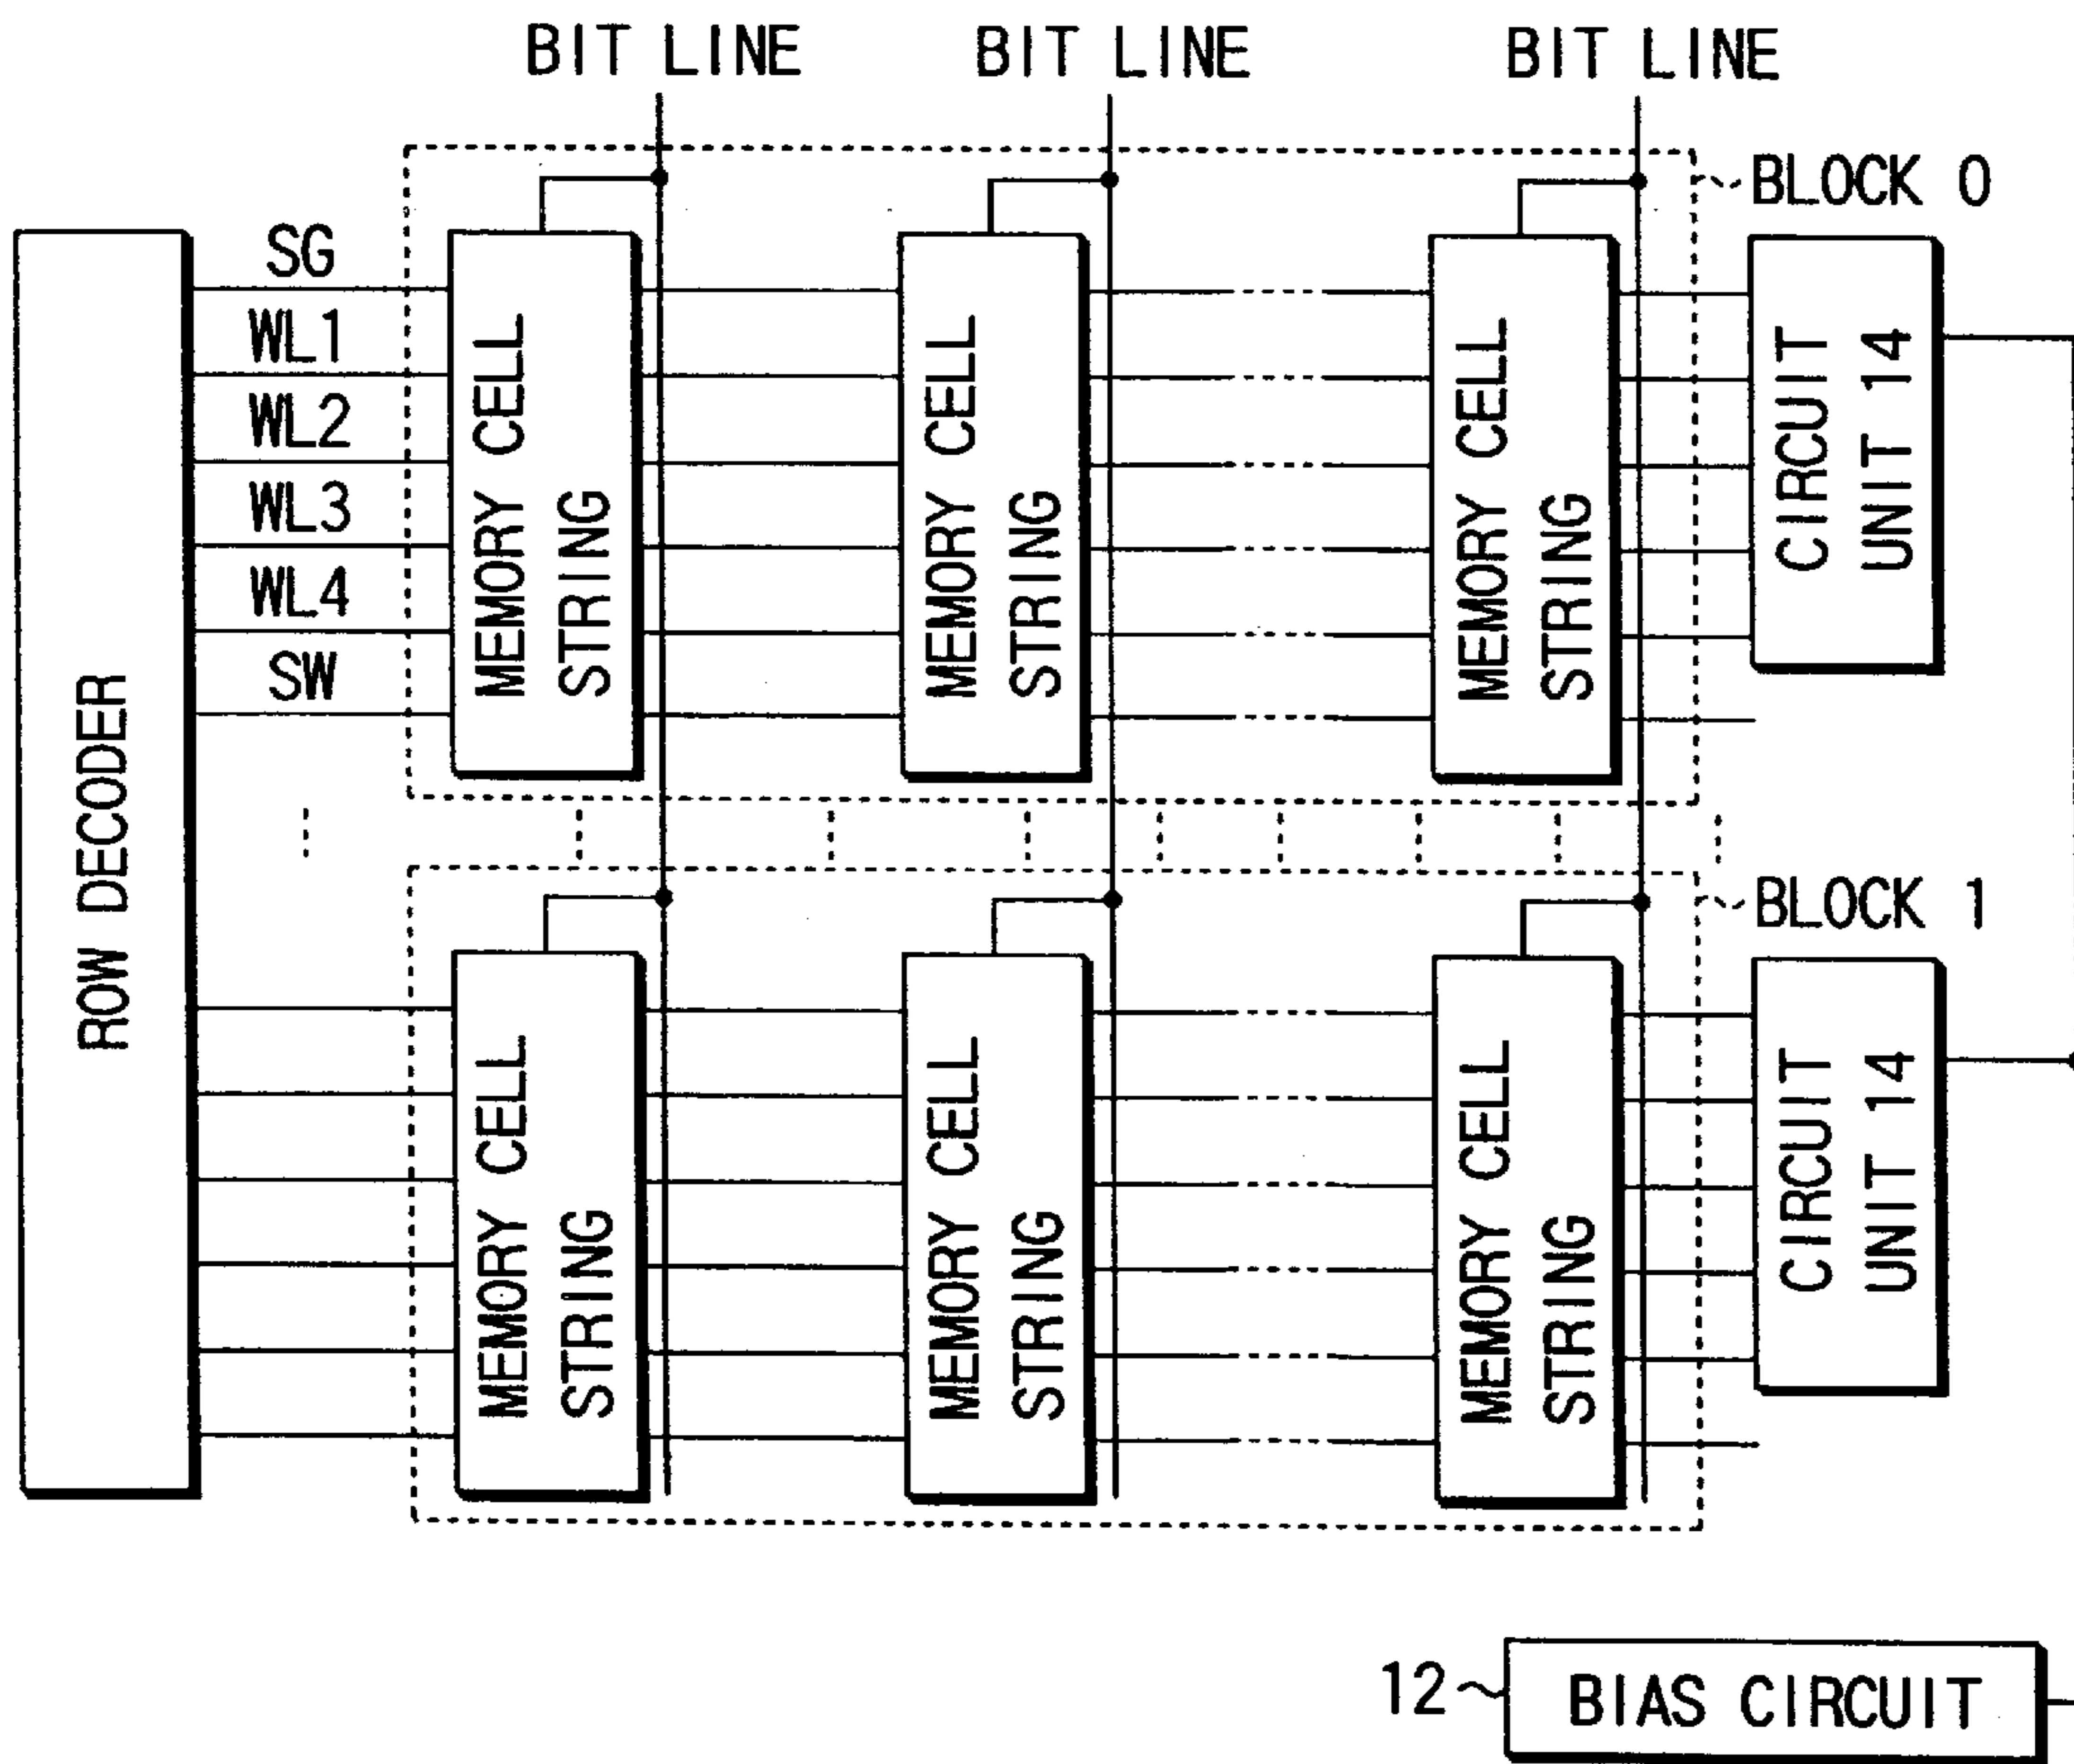 BIT LINE
BIT LINE
BIT LINE
BLOCK 0
ROW DECODER
SG
WL1
WL2
WL3
WL4
SW
MEMORY CELL
STRING
MEMORY CELL
STRING
MEMORY CELL
STRING
CIRCUIT
UNIT 14
BLOCK 1
MEMORY CELL
STRING
MEMORY CELL
STRING
MEMORY CELL
STRING
CIRCUIT
UNIT 14
12
BIAS CIRCUIT